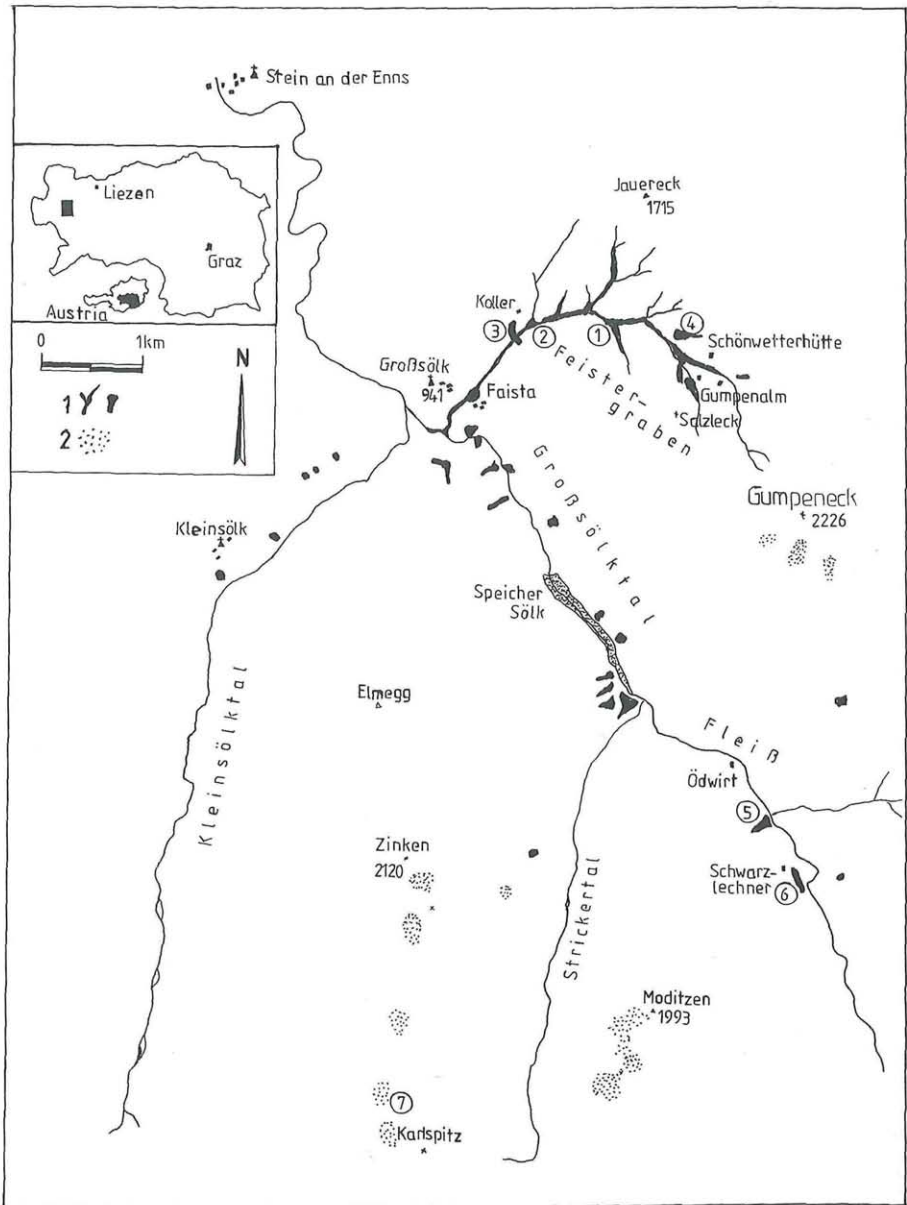 Stein an der Enns
Liezen
Graz
Austria
0 1km
N
1
2
Jauereck
1715
Koller
3
2
1
4
Schönwetterhütte
Gumpenalm
Salzleck
Feister-
graben
Großsölk
941
Faista
Großsölktal
Gumpeneck
2226
Kleinsölk
Speicher
Sölk
Elmegg
Kleinsölktal
Fleiß
Ödwirt
5
Zinken
2120
Schwarz-
lechner
6
Strickertal
Moditzen
1993
7
Karlspitz